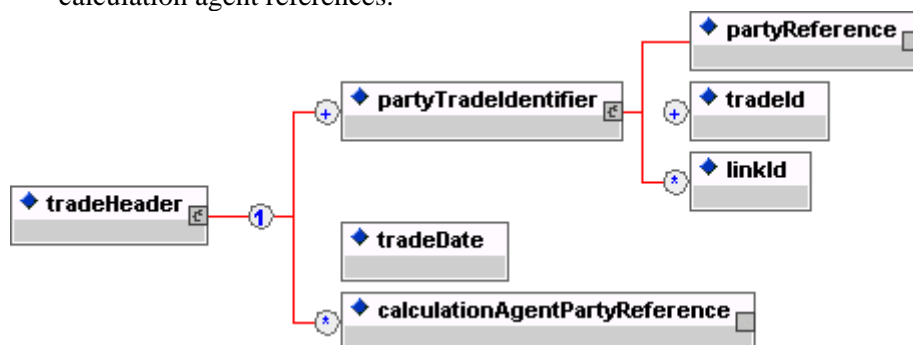 calculation agent references.
partyReference
partyTradeIdentifier
+
+
tradeId
*
linkId
tradeHeader
1
tradeDate
*
calculationAgentPartyReference